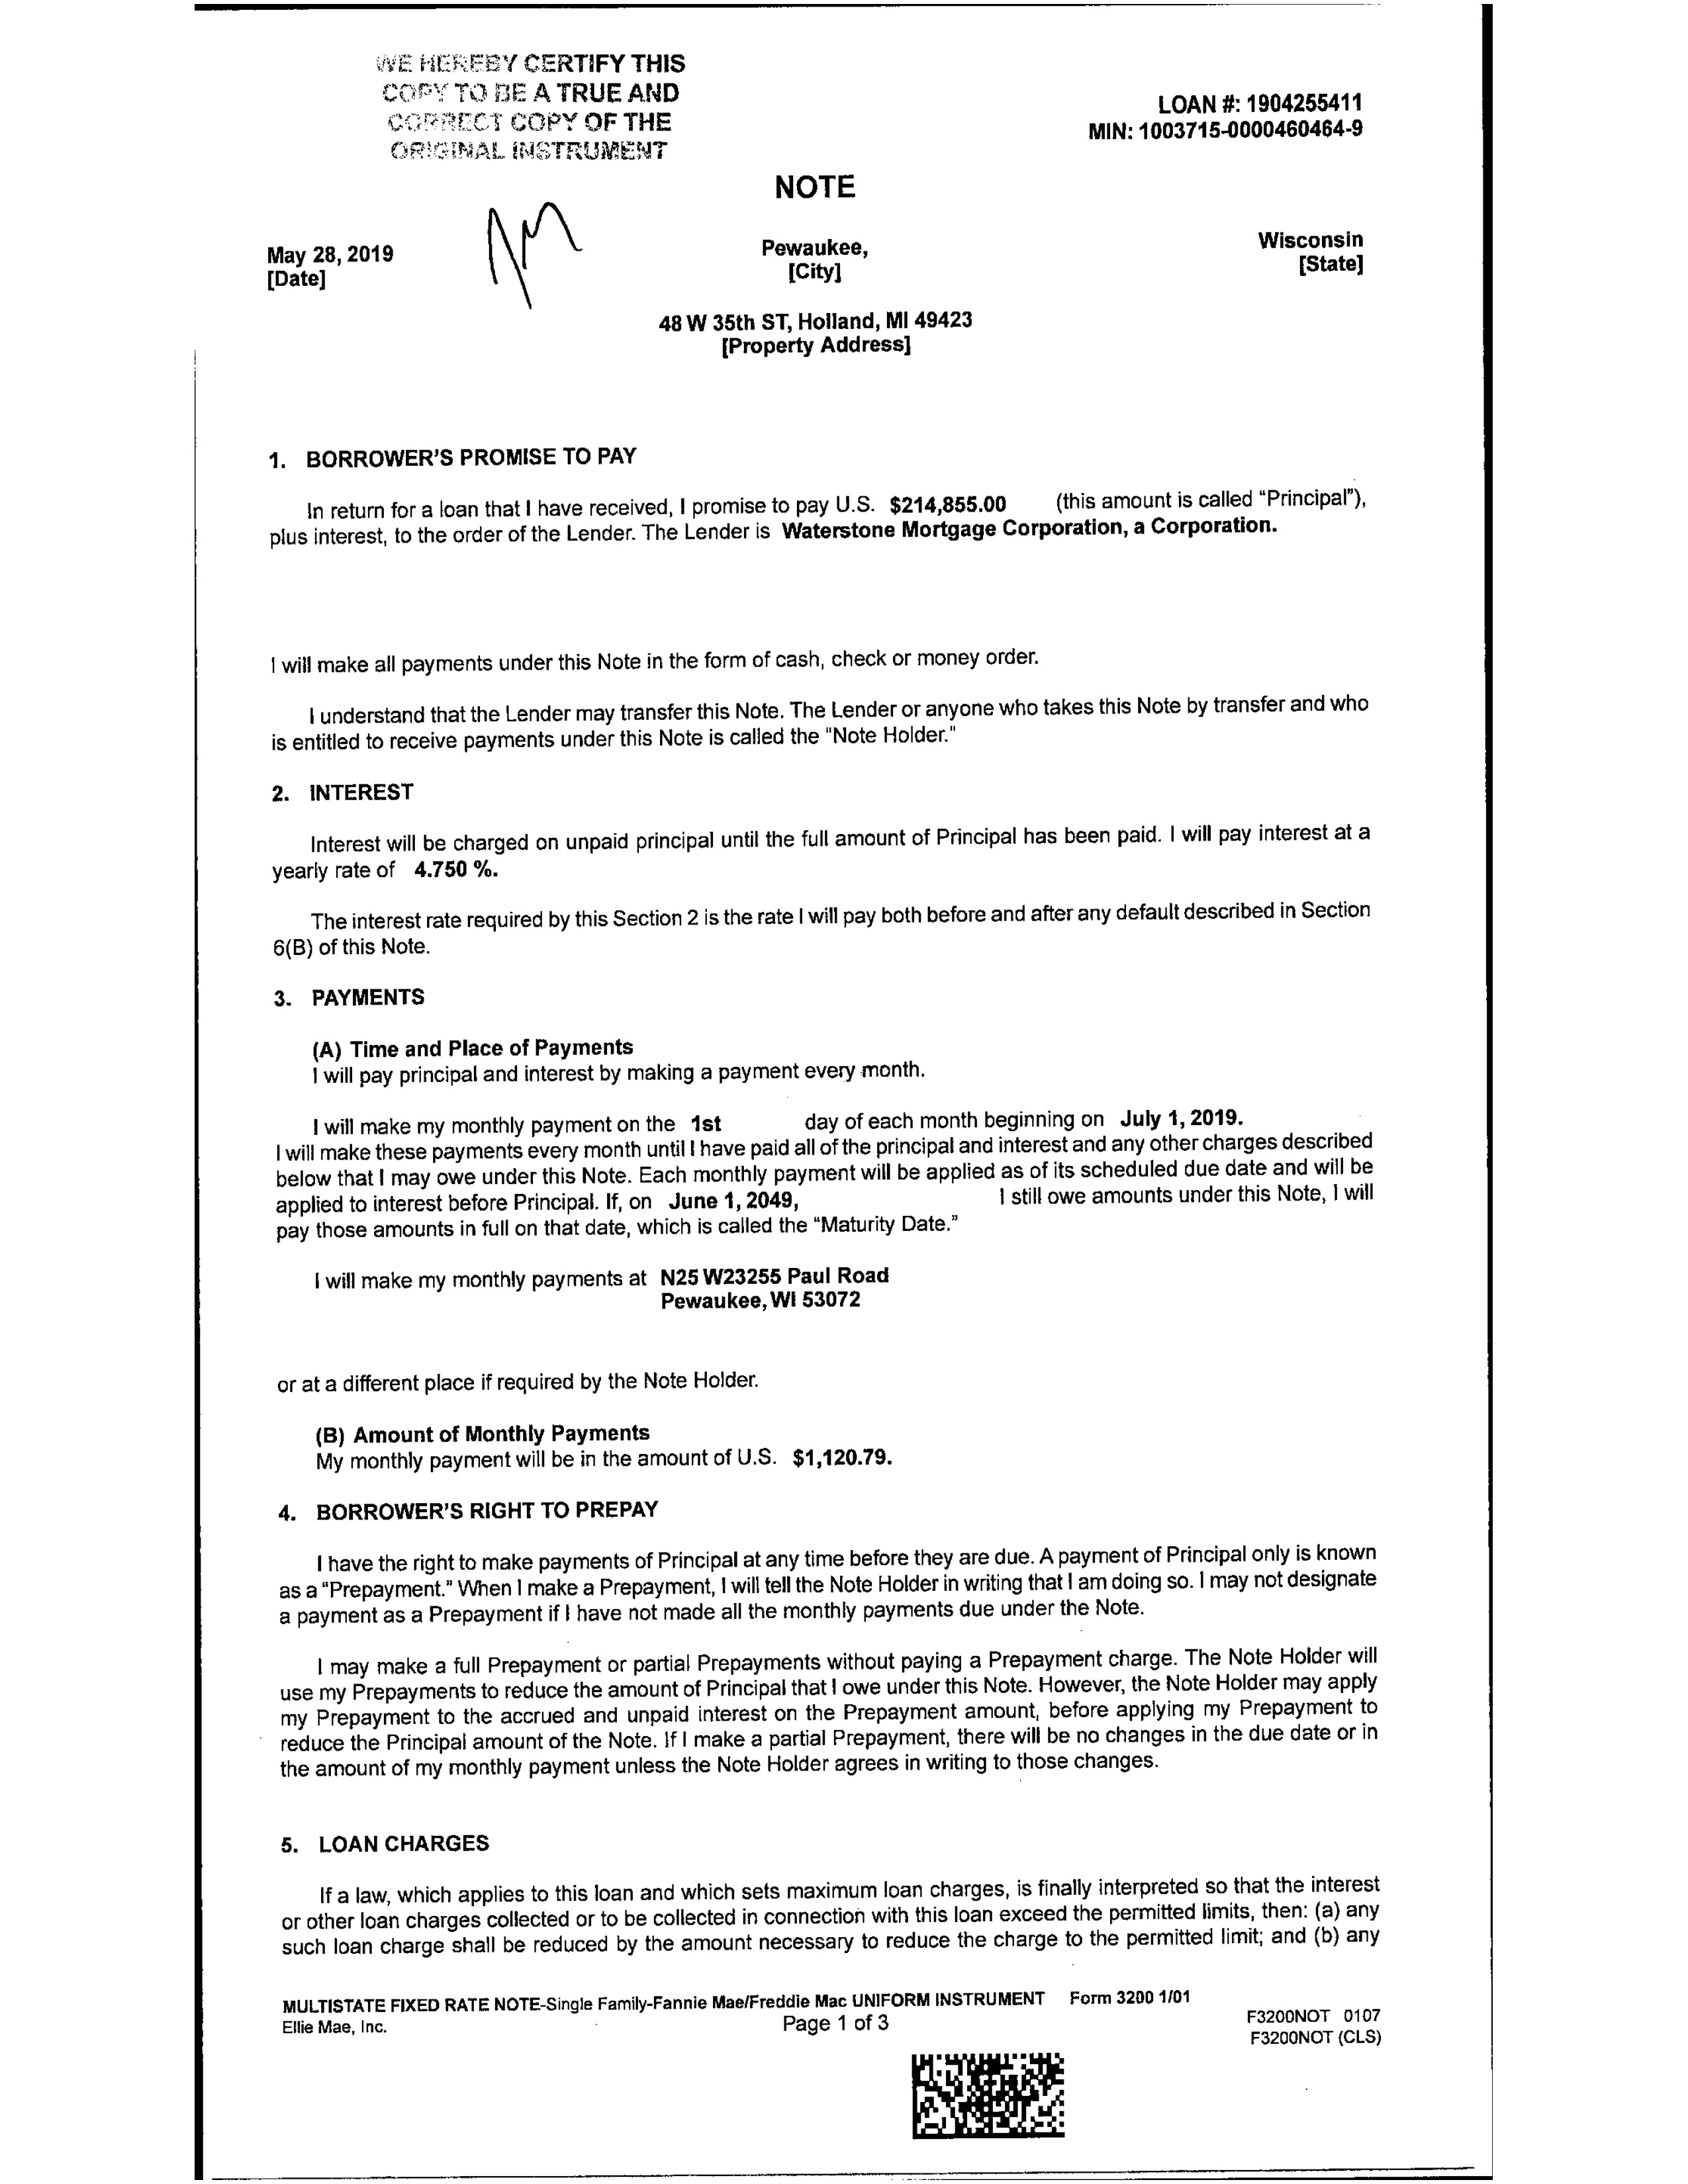 WE HEREBY CERTIFY THIS
COPY TO BE A TRUE AND
CORRECT COPY OF THE
ORIGINAL INSTRUMENT
LOAN #: 1904255411
MIN: 1003715-0000460464-9
NOTE
May 28, 2019
[Date]
Pewaukee,
[City]
Wisconsin
[State]
48 W 35th ST, Holland, MI 49423
[Property Address]
1. BORROWER'S PROMISE TO PAY
In return for a loan that I have received, I promise to pay U.S. $214,855.00 (this amount is called "Principal"),
plus interest, to the order of the Lender. The Lender is Waterstone Mortgage Corporation, a Corporation.
I will make all payments under this Note in the form of cash, check or money order.
I understand that the Lender may transfer this Note. The Lender or anyone who takes this Note by transfer and who
is entitled to receive payments under this Note is called the "Note Holder."
2. INTEREST
Interest will be charged on unpaid principal until the full amount of Principal has been paid. I will pay interest at a
yearly rate of 4.750 %.
The interest rate required by this Section 2 is the rate I will pay both before and after any default described in Section
6(B) of this Note.
3. PAYMENTS
(A) Time and Place of Payments
I will pay principal and interest by making a payment every month.
I will make my monthly payment on the 1st day of each month beginning on July 1, 2019.
I will make these payments every month until I have paid all of the principal and interest and any other charges described
below that I may owe under this Note. Each monthly payment will be applied as of its scheduled due date and will be
applied to interest before Principal. If, on June 1, 2049, I still owe amounts under this Note, I will
pay those amounts in full on that date, which is called the "Maturity Date."
I will make my monthly payments at N25 W23255 Paul Road
Pewaukee, WI 53072
or at a different place if required by the Note Holder.
(B) Amount of Monthly Payments
My monthly payment will be in the amount of U.S. $1,120.79.
4. BORROWER'S RIGHT TO PREPAY
I have the right to make payments of Principal at any time before they are due. A payment of Principal only is known
as a "Prepayment." When I make a Prepayment, I will tell the Note Holder in writing that I am doing so. I may not designate
a payment as a Prepayment if I have not made all the monthly payments due under the Note.
I may make a full Prepayment or partial Prepayments without paying a Prepayment charge. The Note Holder will
use my Prepayments to reduce the amount of Principal that I owe under this Note. However, the Note Holder may apply
my Prepayment to the accrued and unpaid interest on the Prepayment amount, before applying my Prepayment to
reduce the Principal amount of the Note. If I make a partial Prepayment, there will be no changes in the due date or in
the amount of my monthly payment unless the Note Holder agrees in writing to those changes.
5. LOAN CHARGES
If a law, which applies to this loan and which sets maximum loan charges, is finally interpreted so that the interest
or other loan charges collected or to be collected in connection with this loan exceed the permitted limits, then: (a) any
such loan charge shall be reduced by the amount necessary to reduce the charge to the permitted limit; and (b) any
MULTISTATE FIXED RATE NOTE-Single Family-Fannie Mae/Freddie Mac UNIFORM INSTRUMENT Form 3200 1/01
Ellie Mae, Inc.
Page 1 of 3
F3200NOT 0107
F3200NOT (CLS)